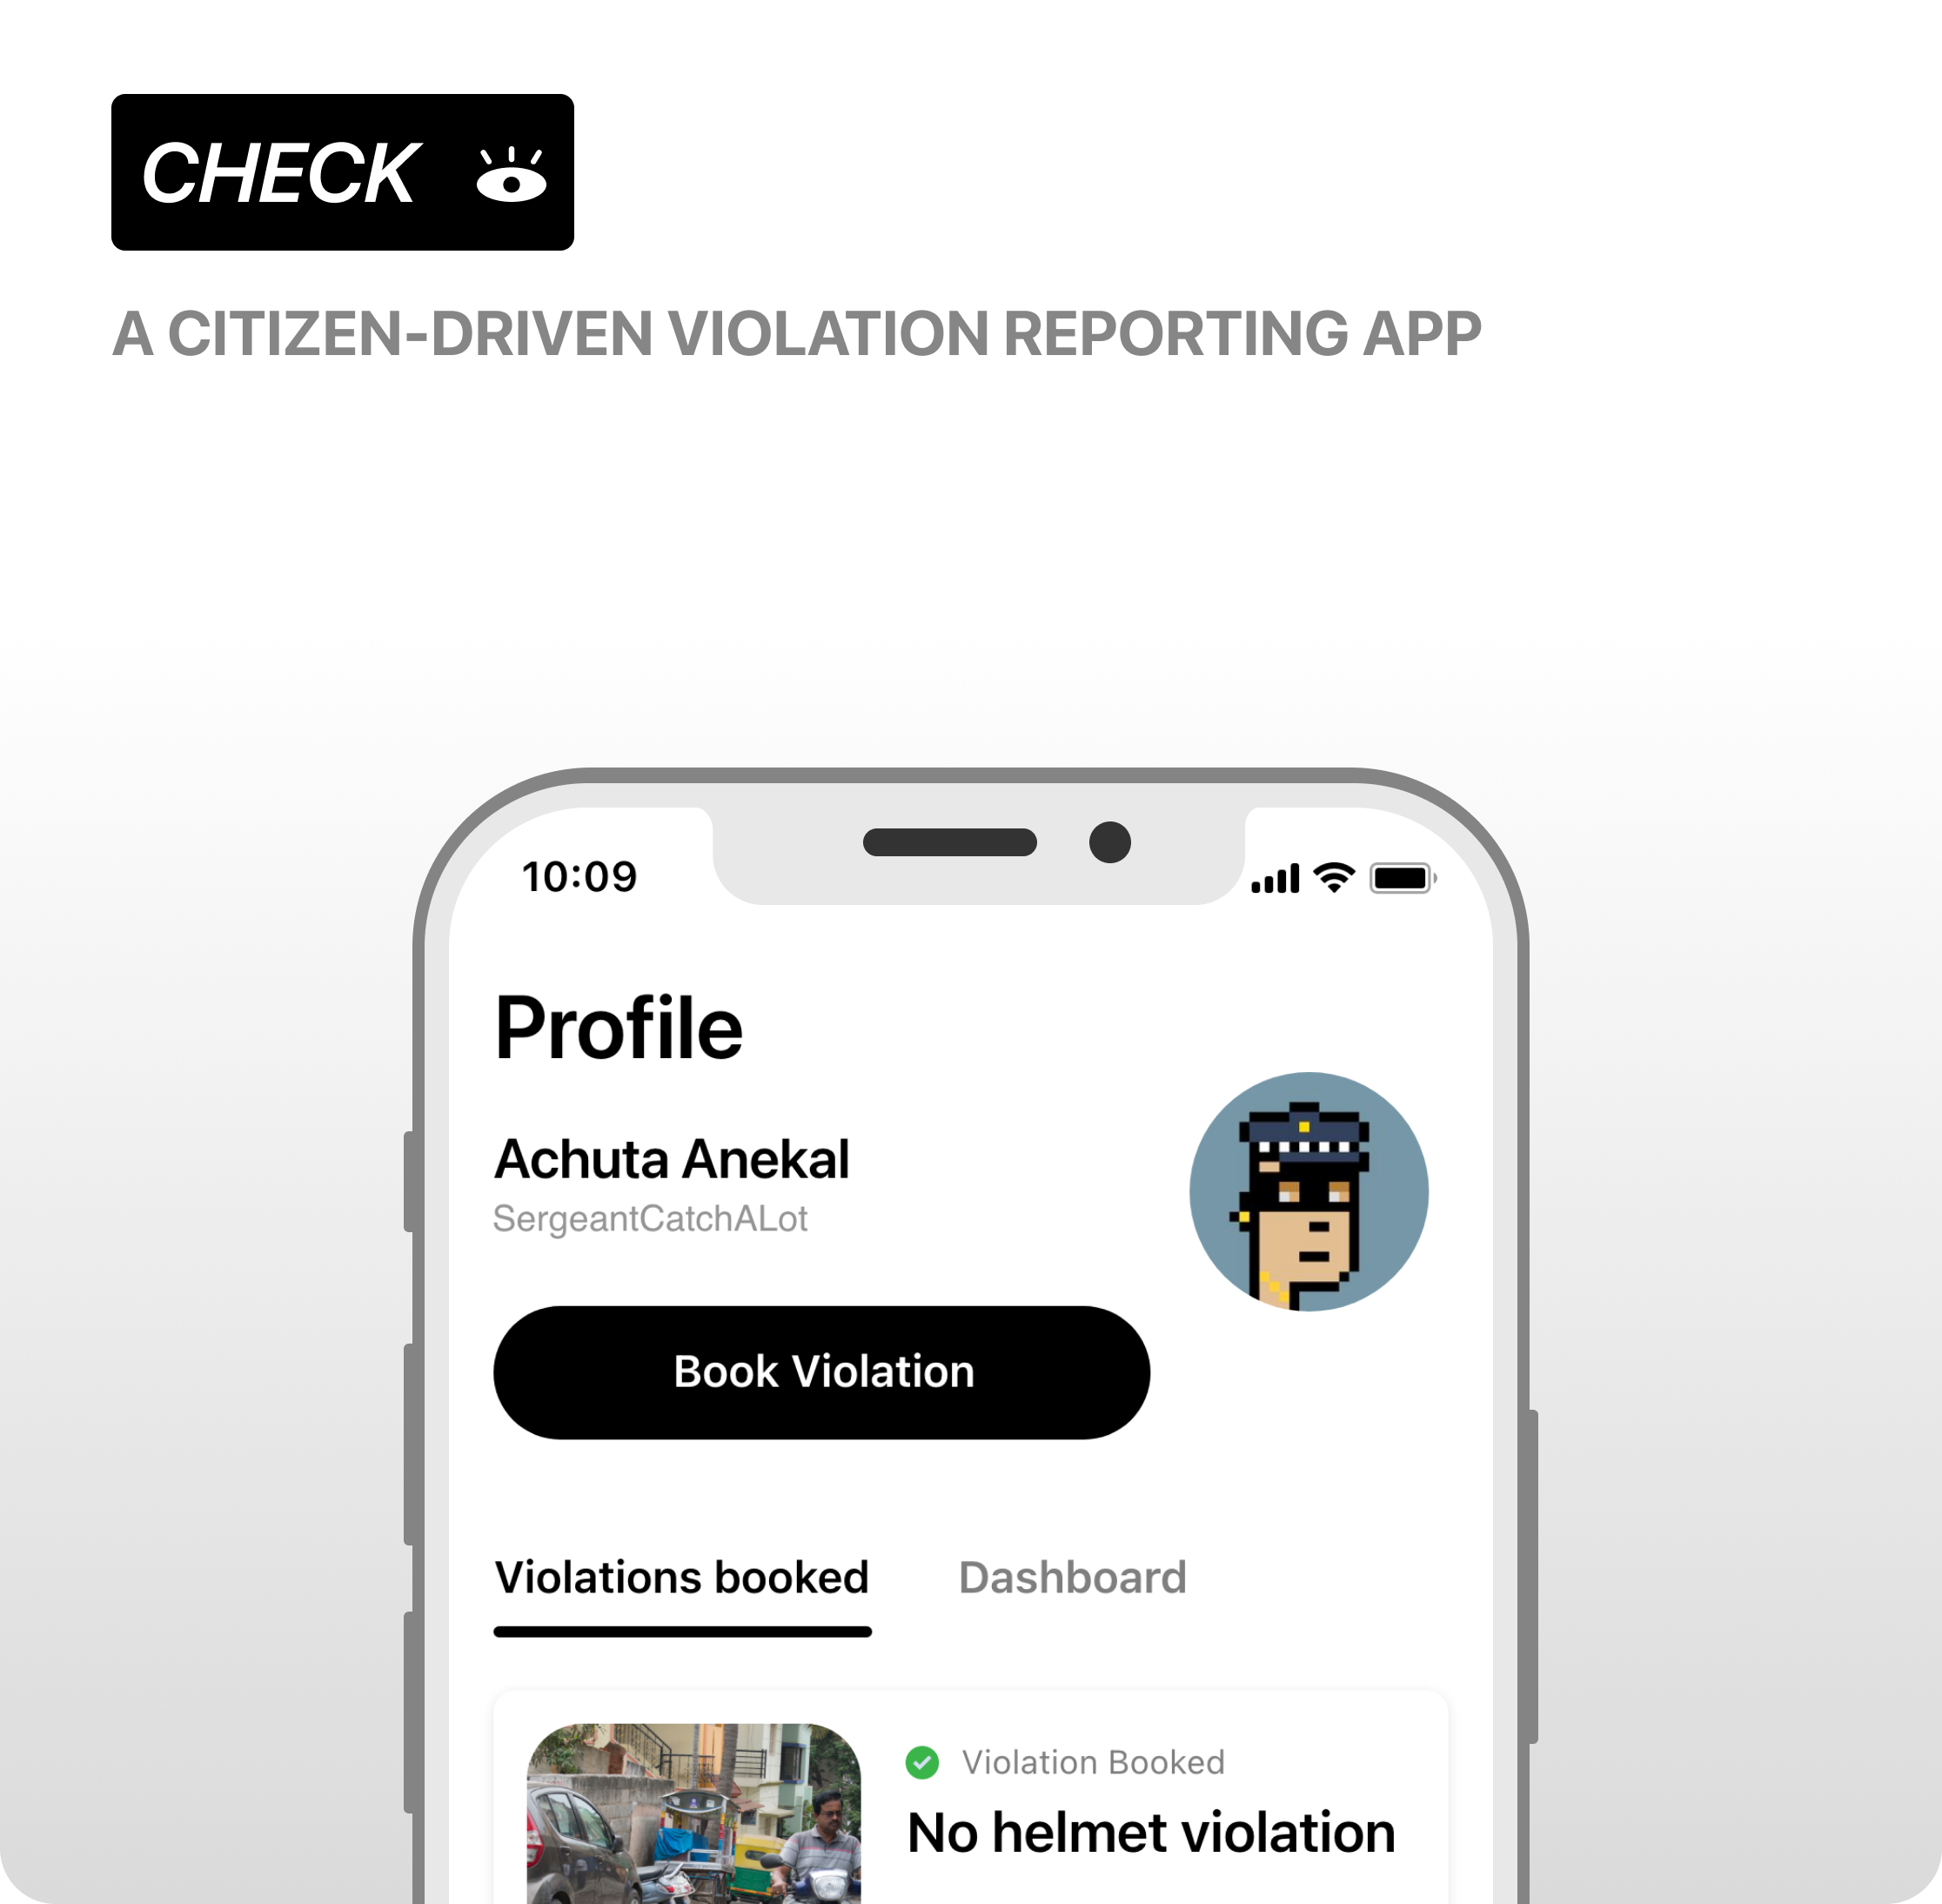 CHECK
A CITIZEN-DRIVEN VIOLATION REPORTING APP
10:09
Profile
Achuta Anekal
SergeantCatchALot
Book Violation
Violations booked
Dashboard
Violation Booked
No helmet violation